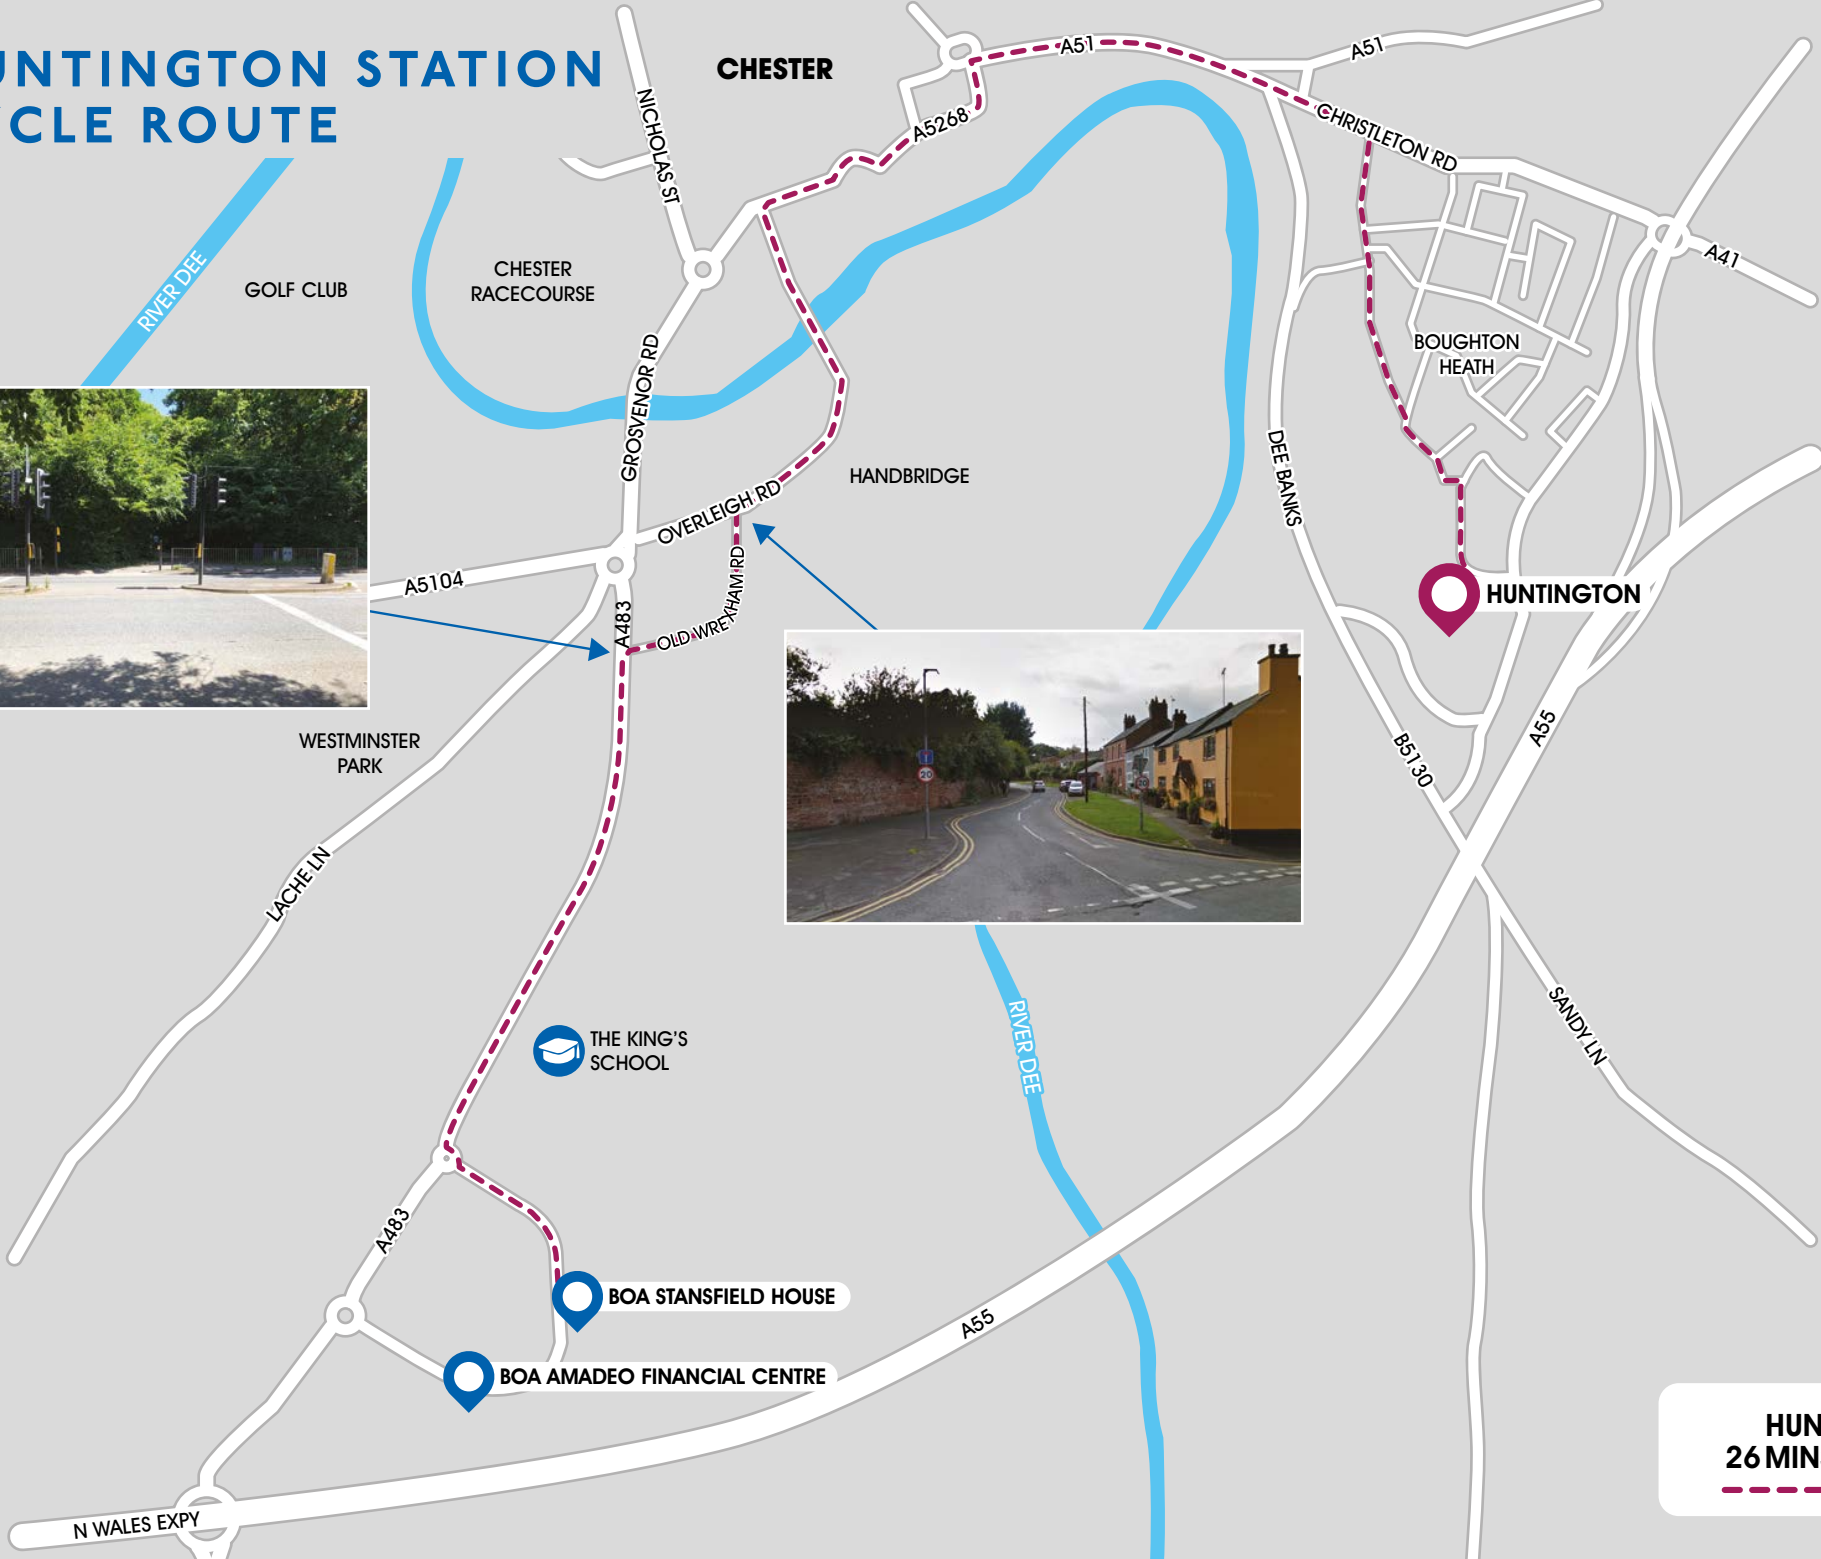 UNTINGTON STATION
CLE ROUTE
CHESTER
A51
A51
NICHOLAS ST
A5268
CHRISTLETON RD
A41
RIVER DEE
GOLF CLUB
CHESTER
RACECOURSE
BOUGHTON
HEATH
GROSVENOR RD
DEE BANKS
HANDBRIDGE
OVERLEIGH RD
A5104
OLD WREXHAM RD
A483
HUNTINGTON
WESTMINSTER
PARK
20
20
B5130
A55
LACHE LN
SANDY LN
THE KING'S
SCHOOL
RIVER DEE
A483
BOA STANSFIELD HOUSE
A55
BOA AMADEO FINANCIAL CENTRE
HUN
26 MIN
N WALES EXPY